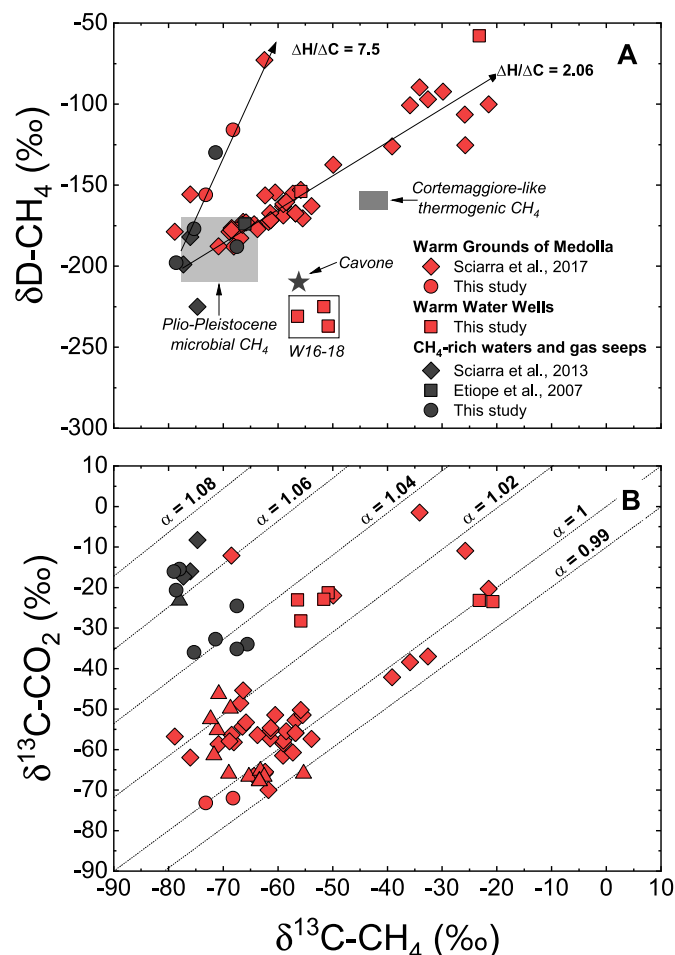 -50
-100
-150
-200
-250
-300
δD-CH4 (‰)
ΔH/ΔC = 7.5
A
ΔH/ΔC = 2.06
Cortemaggiore-like
thermogenic CH4
Warm Grounds of Medolla
Sciarra et al., 2017
This study
Warm Water Wells
This study
CH4-rich waters and gas seeps
Sciarra et al., 2013
Etiope et al., 2007
This study
Cavone
Plio-Pleistocene
microbial CH4
W16-18
10
0
-10
-20
-30
-40
-50
-60
-70
-80
-90
δ13C-CO2 (‰)
α = 1.08
α = 1.06
α = 1.04
α = 1.02
α = 1
α = 0.99
B
-90 -80 -70 -60 -50 -40 -30 -20 -10 0 10
δ13C-CH4 (‰)